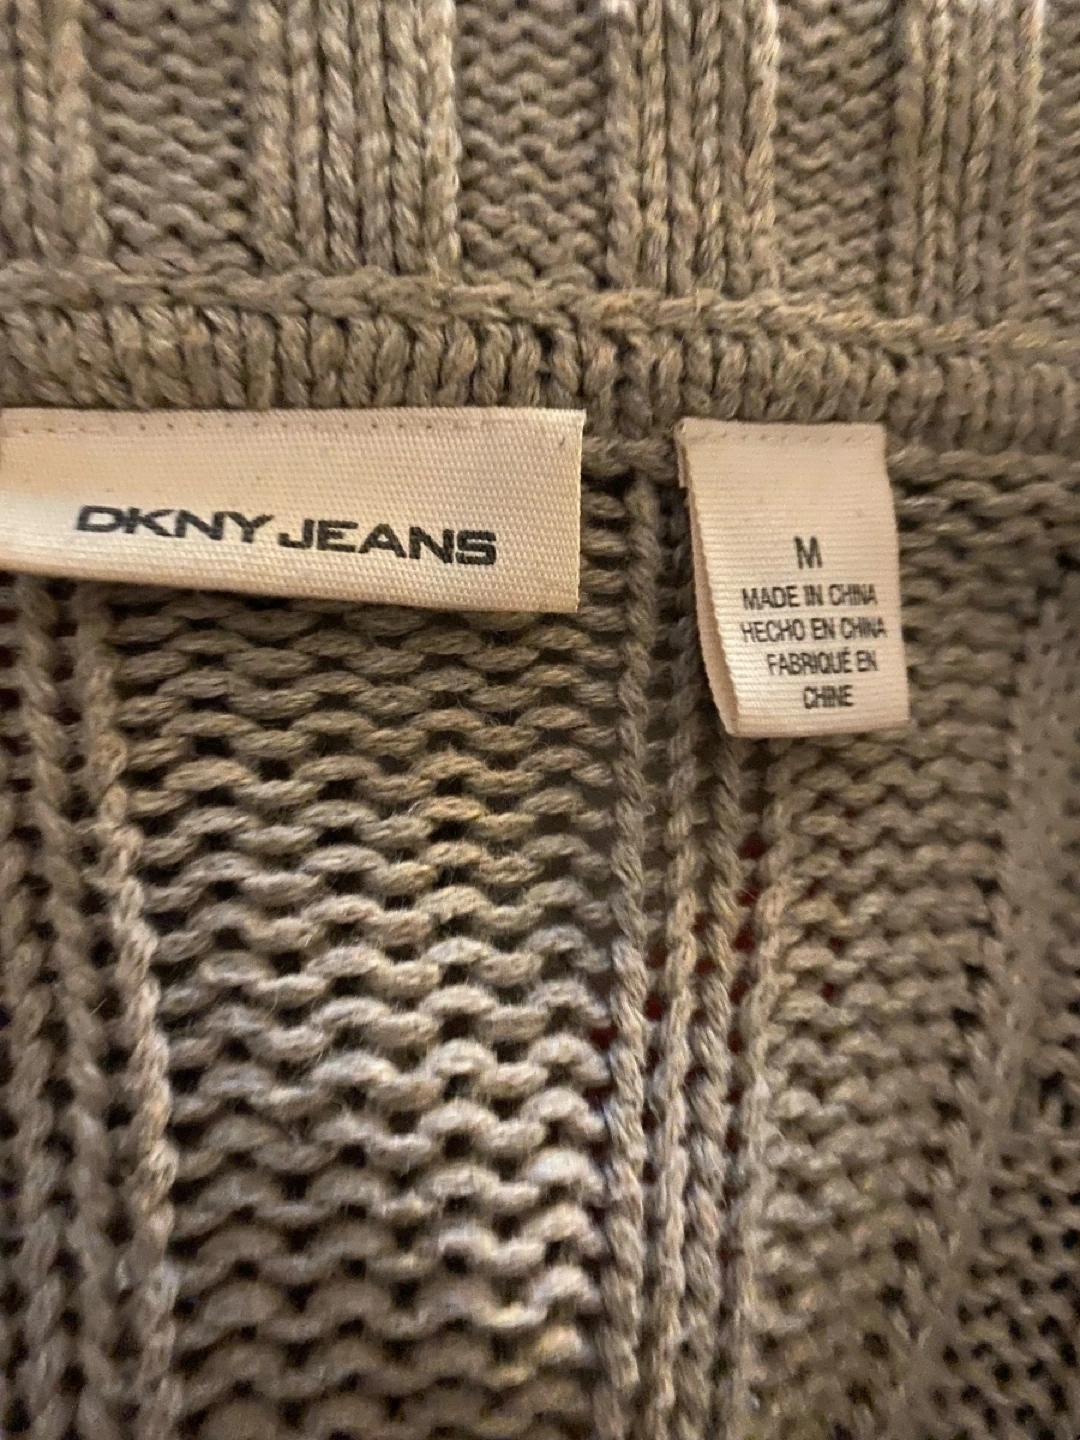 DKNY JEANS
M
MADE IN CHINA
HECHO EN CHINA
FABRIQUÉ EN
CHINE